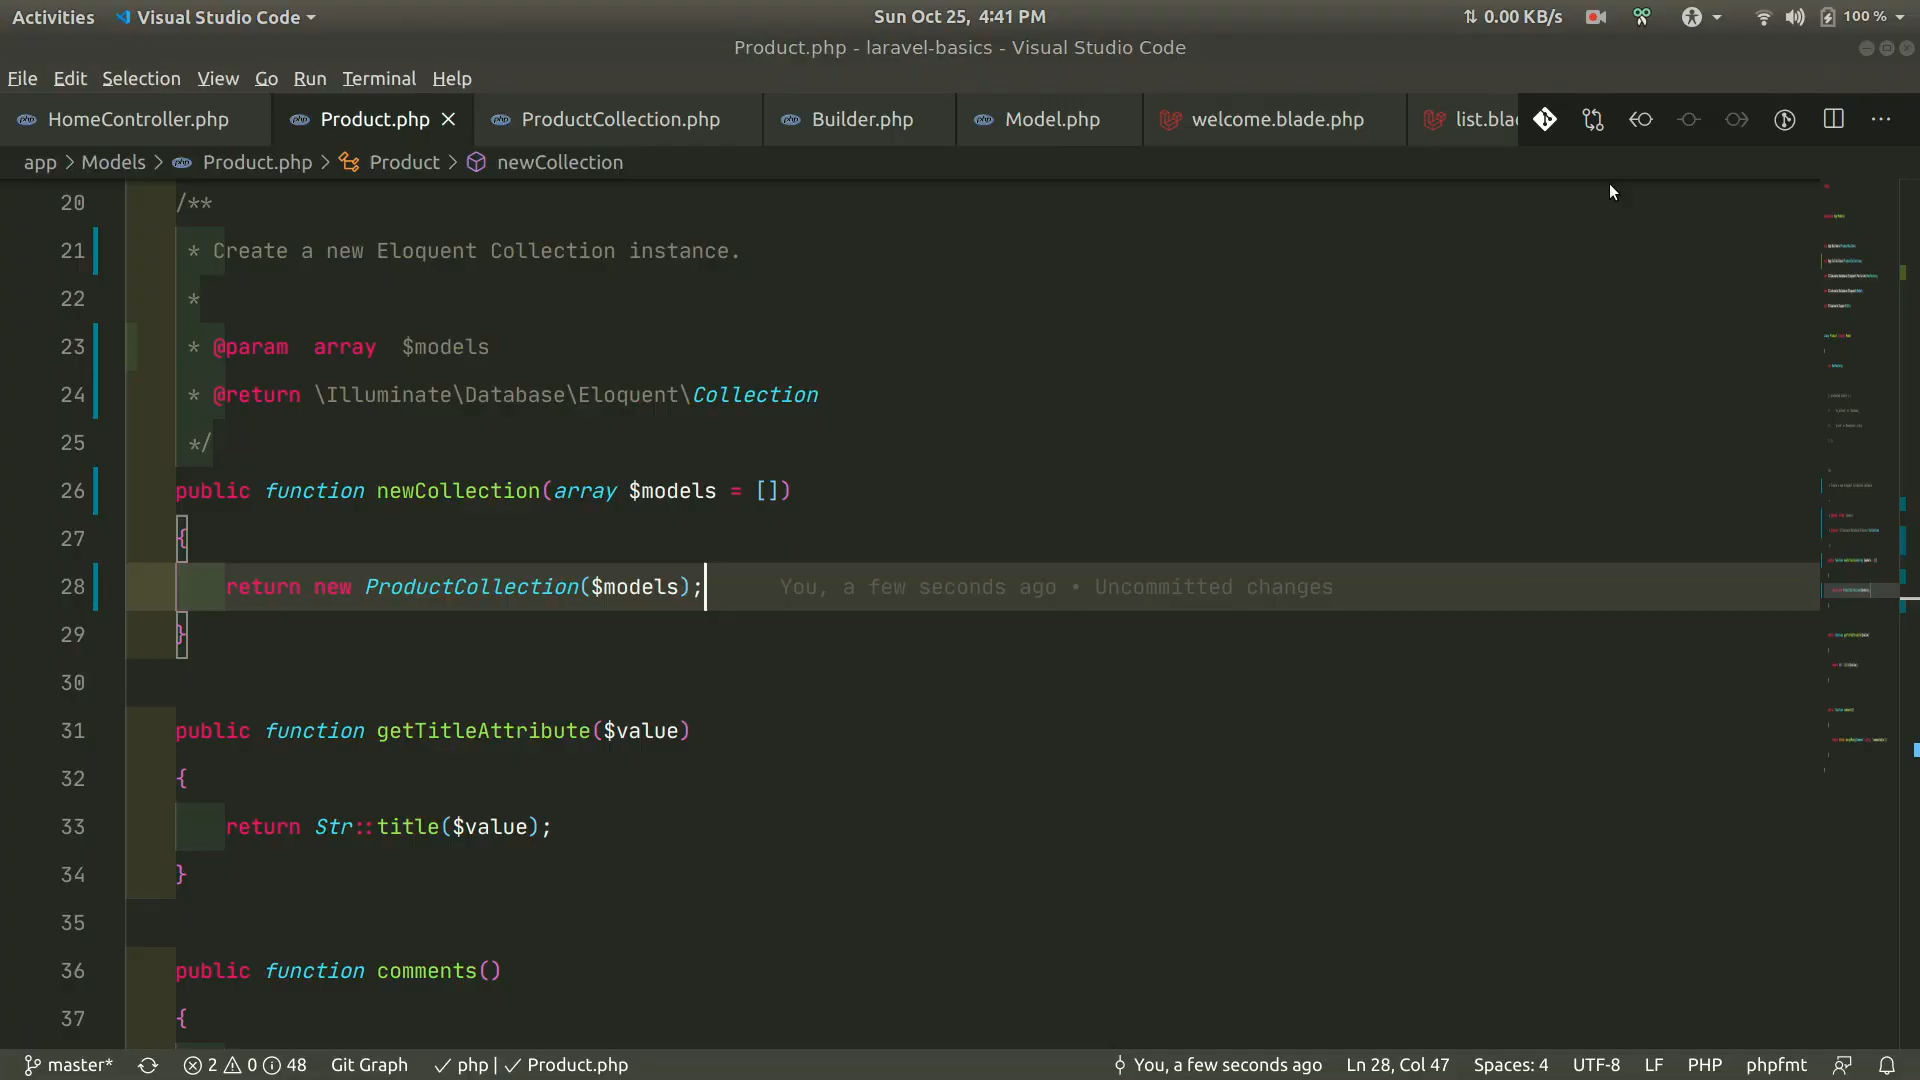 Activities Visual Studio Code Sun Oct 25, 4:41 PM 0.00 KB/s 100 %
Product.php - laravel-basics - Visual Studio Code
File Edit Selection View Go Run Terminal Help
HomeController.php Product.php ProductCollection.php Builder.php Model.php welcome.blade.php list.bla
app > Models > Product.php > Product > newCollection
20 /**
21 * Create a new Eloquent Collection instance.
22 *
23 * @param array $models
24 * @return \Illuminate\Database\Eloquent\Collection
25 */
26 public function newCollection(array $models = [])
27 {
28 return new ProductCollection($models); You, a few seconds ago • Uncommitted changes
29 }
30
31 public function getTitleAttribute($value)
32 {
33 return Str::title($value);
34 }
35
36 public function comments()
37 {
master* 2 0 48 Git Graph ✓ php | ✓ Product.php You, a few seconds ago Ln 28, Col 47 Spaces: 4 UTF-8 LF PHP phpfmt